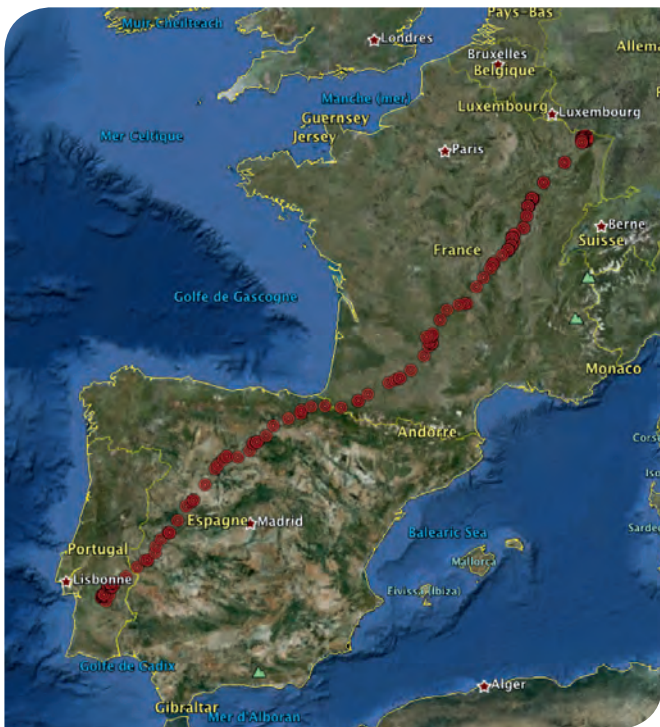 Pays-Bas
Muir Cheilteach
Londres
Allema
Bruxelles
Belgique
Manche (mer)
Luxembourg
Luxembourg
Guernsey
Jersey
Mer Celtique
Paris
Berne
Suisse
France
Golfe de Gascogne
Monaco
Andorre
Corse
Espagne
Madrid
Balearic Sea
Sarde
Portugal
Mallorca
Lisbonne
Eivissa (Ibiza)
Golfe de Cadix
Alger
Gibraltar
Mer d'Alboran